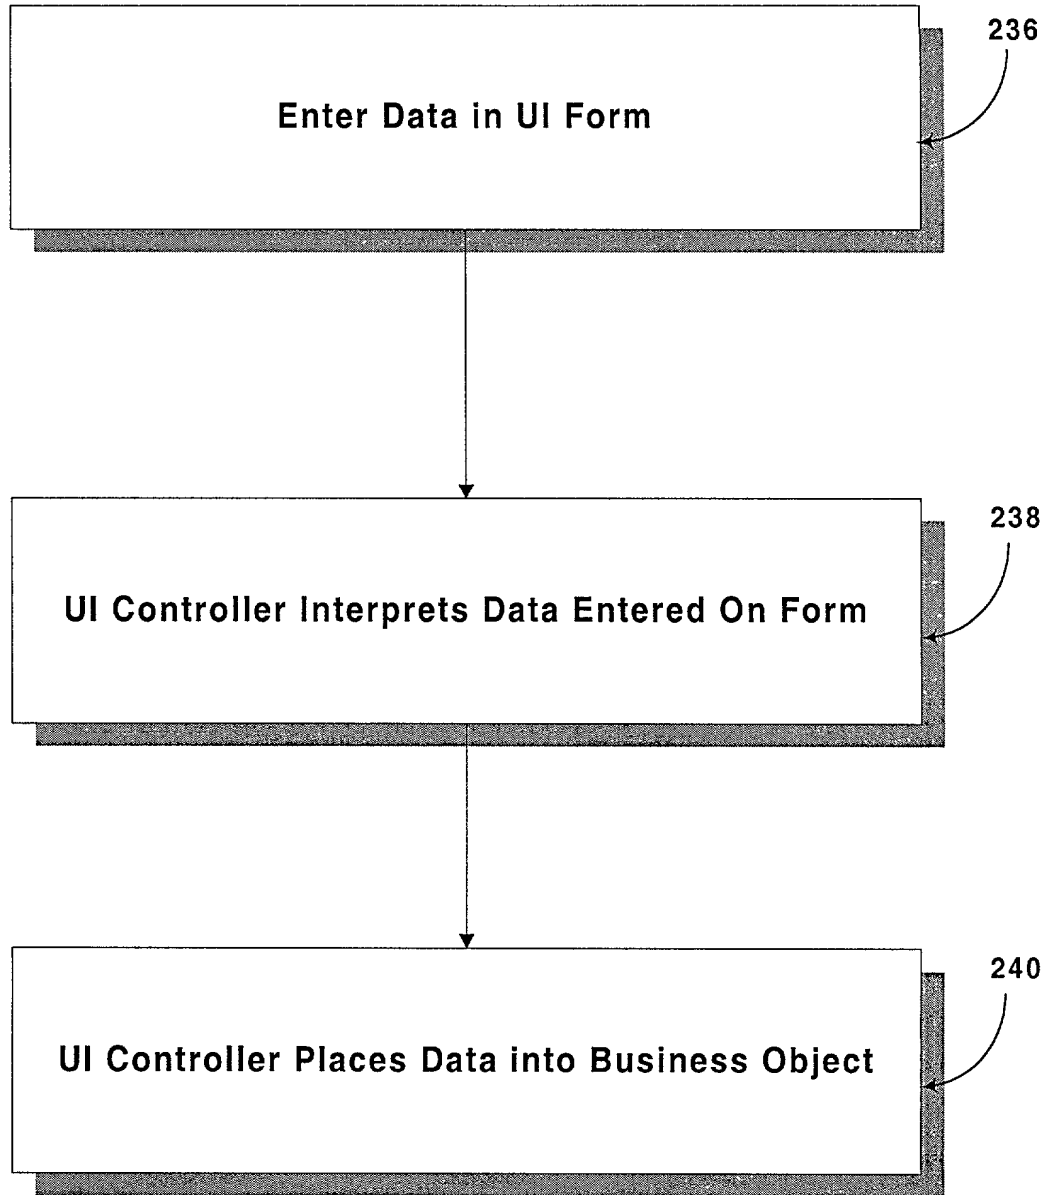 236
Enter Data in UI Form
238
UI Controller Interprets Data Entered On Form
240
UI Controller Places Data into Business Object